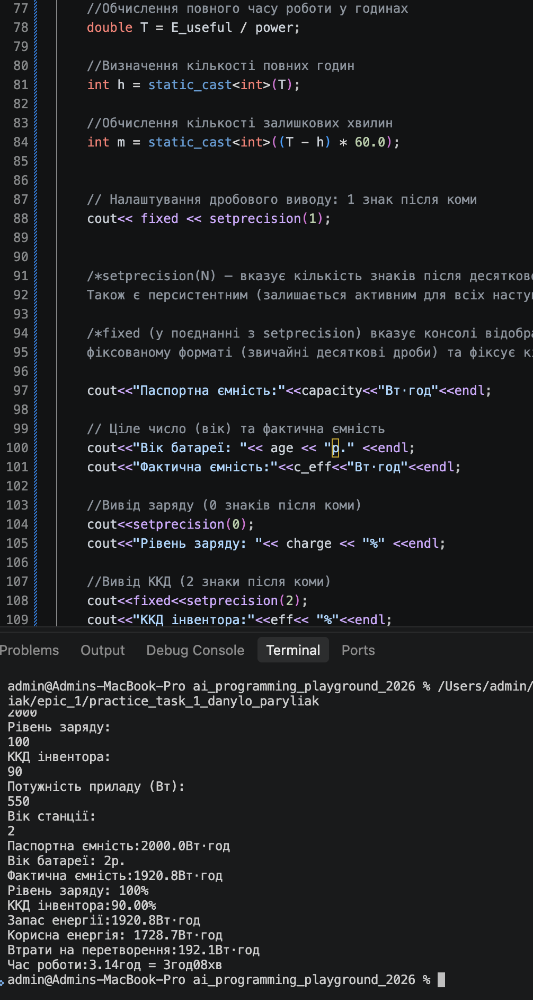 77 //Обчислення повного часу роботи у годинах
78 double T = E_useful / power;
79
80 //Визначення кількості повних годин
81 int h = static_cast<int>(T);
82
83 //Обчислення кількості залишкових хвилин
84 int m = static_cast<int>((T - h) * 60.0);
85
86
87 // Налаштування дробового виводу: 1 знак після коми
88 cout<< fixed << setprecision(1);
89
90
91 /*setprecision(N) — вказує кількість знаків після
92 Також є персистентним (залишається активним для всіх
93
94 /*fixed (у поєднанні з setprecision) вказує консолі
95 фіксованому форматі (звичайні десяткові дроби) та фіксує
96
97 cout<<"Паспортна ємність:"<<capacity<<"Вт·год"<<endl;
98
99 // Ціле число (вік) та фактична ємність
100 cout<<"Вік батареї: "<< age << "р." <<endl;
101 cout<<"Фактична ємність:"<<c_eff<<"Вт·год"<<endl;
102
103 //Вивід заряду (0 знаків після коми)
104 cout<<setprecision(0);
105 cout<<"Рівень заряду: "<< charge << "%" <<endl;
106
107 //Вивід ККД (2 знаки після коми)
108 cout<<fixed<<setprecision(2);
109 cout<<"ККД інвентора:"<<eff<< "%"<<endl;
Problems Output Debug Console Terminal Ports
admin@Admins-MacBook-Pro ai_programming_playground_2026 % /Users/admin/
iak/epic_1/practice_task_1_danylo_paryliak
2000
Рівень заряду:
100
ККД інвентора:
90
Потужність приладу (Вт):
550
Вік станції:
2
Паспортна ємність:2000.0Вт·год
Вік батареї: 2р.
Фактична ємність:1920.8Вт·год
Рівень заряду: 100%
ККД інвентора:90.00%
Запас енергії:1920.8Вт·год
Корисна енергія: 1728.7Вт·год
Втрати на перетворення:192.1Вт·год
Час роботи:3.14год = 3год08хв
admin@Admins-MacBook-Pro ai_programming_playground_2026 %